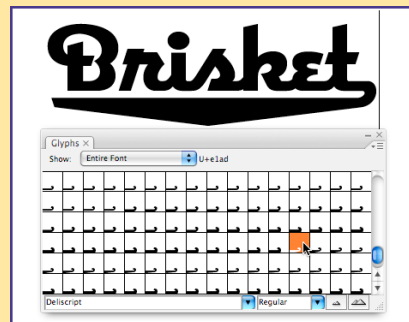 Brisket
Glyphs ×
Show: Entire Font U+e1ad
Deliscript Regular